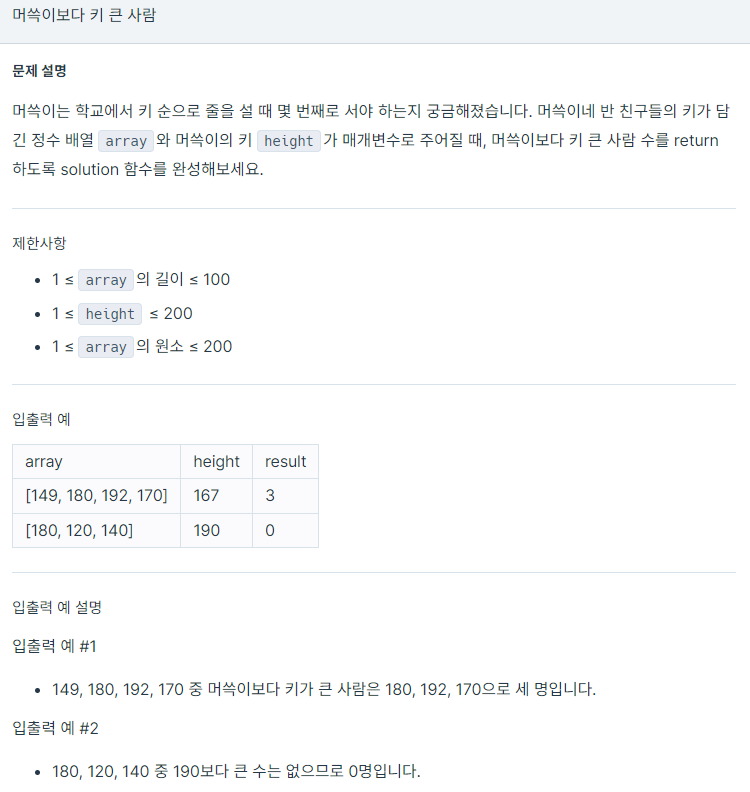 머쓱이보다 키 큰 사람
문제 설명
머쓱이는 학교에서 키 순으로 줄을 설 때 몇 번째로 서야 하는지 궁금해졌습니다. 머쓱이네 반 친구들의 키가 담
긴 정수 배열 array 와 머쓱이의 키 height 가 매개변수로 주어질 때, 머쓱이보다 키 큰 사람 수를 return
하도록 solution 함수를 완성해보세요.
제한사항
• 1 ≤ array 의 길이 ≤ 100
• 1 ≤ height ≤ 200
• 1 ≤ array 의 원소 ≤ 200
입출력 예
array height result
[149, 180, 192, 170] 167 3
[180, 120, 140] 190 0
입출력 예 설명
입출력 예 #1
• 149, 180, 192, 170 중 머쓱이보다 키가 큰 사람은 180, 192, 170으로 세 명입니다.
입출력 예 #2
• 180, 120, 140 중 190보다 큰 수는 없으므로 0명입니다.